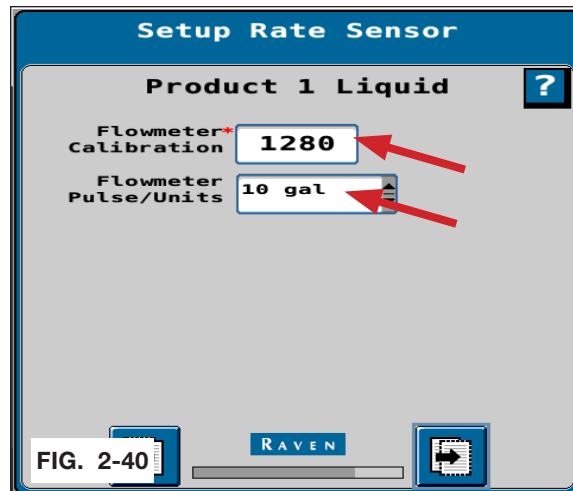 Setup Rate Sensor
Product 1 Liquid
?
Flowmeter*
Calibration
1280
Flowmeter
Pulse/Units
10 gal
RAVEN
FIG. 2-40